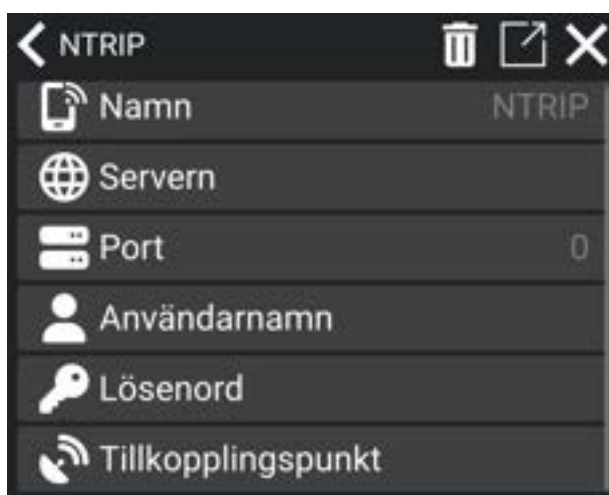 NTRIP
Namn NTRIP
Servern
Port 0
Användarnamn
Lösenord
Tillkopplingspunkt